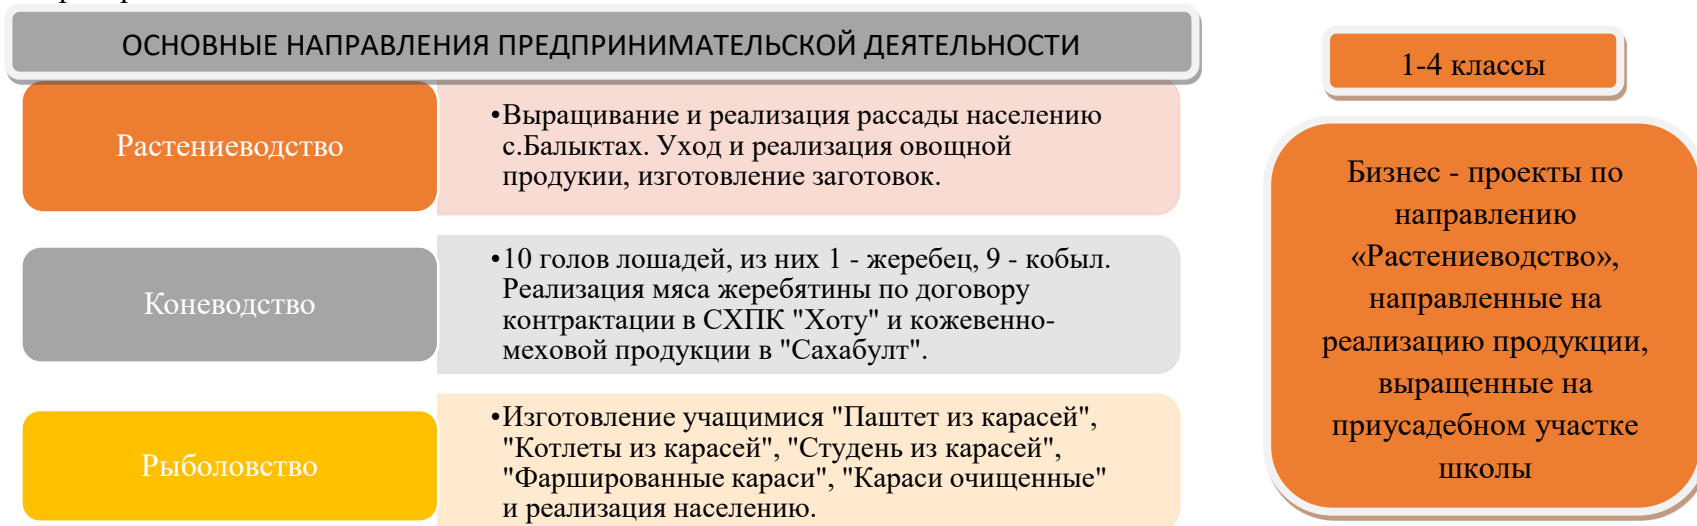 ОСНОВНЫЕ НАПРАВЛЕНИЯ ПРЕДПРИНИМАТЕЛЬСКОЙ ДЕЯТЕЛЬНОСТИ
Растениеводство
•Выращивание и реализация рассады населению
с.Балыктах. Уход и реализация овощной
продукии, изготовление заготовок.
Коневодство
•10 голов лошадей, из них 1 - жеребец, 9 - кобыл.
Реализация мяса жеребятины по договору
контрактации в СХПК "Хоту" и кожевенно-
меховой продукции в "Сахабулт".
Рыболовство
•Изготовление учащимися "Паштет из карасей",
"Котлеты из карасей", "Студень из карасей",
"Фаршированные караси", "Караси очищенные"
и реализация населению.
1-4 классы
Бизнес - проекты по
направлению
«Растениеводство»,
направленные на
реализацию продукции,
выращенные на
приусадебном участке
школы